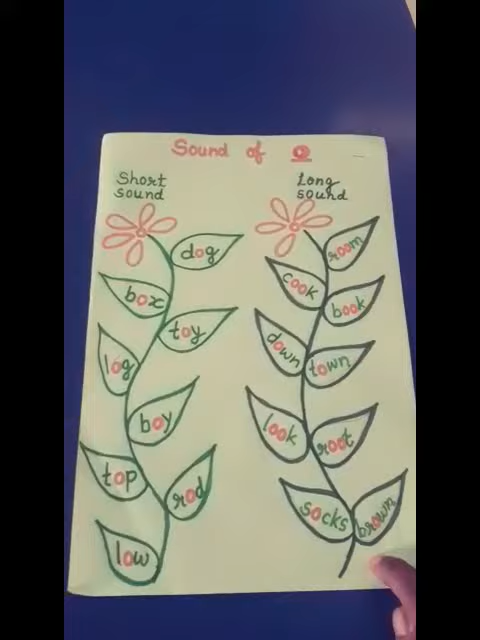 Sound of O
Short
sound
dog
box
toy
log
boy
top
rod
low
Long
sound
room
cook
book
down
town
look
root
socks
brown